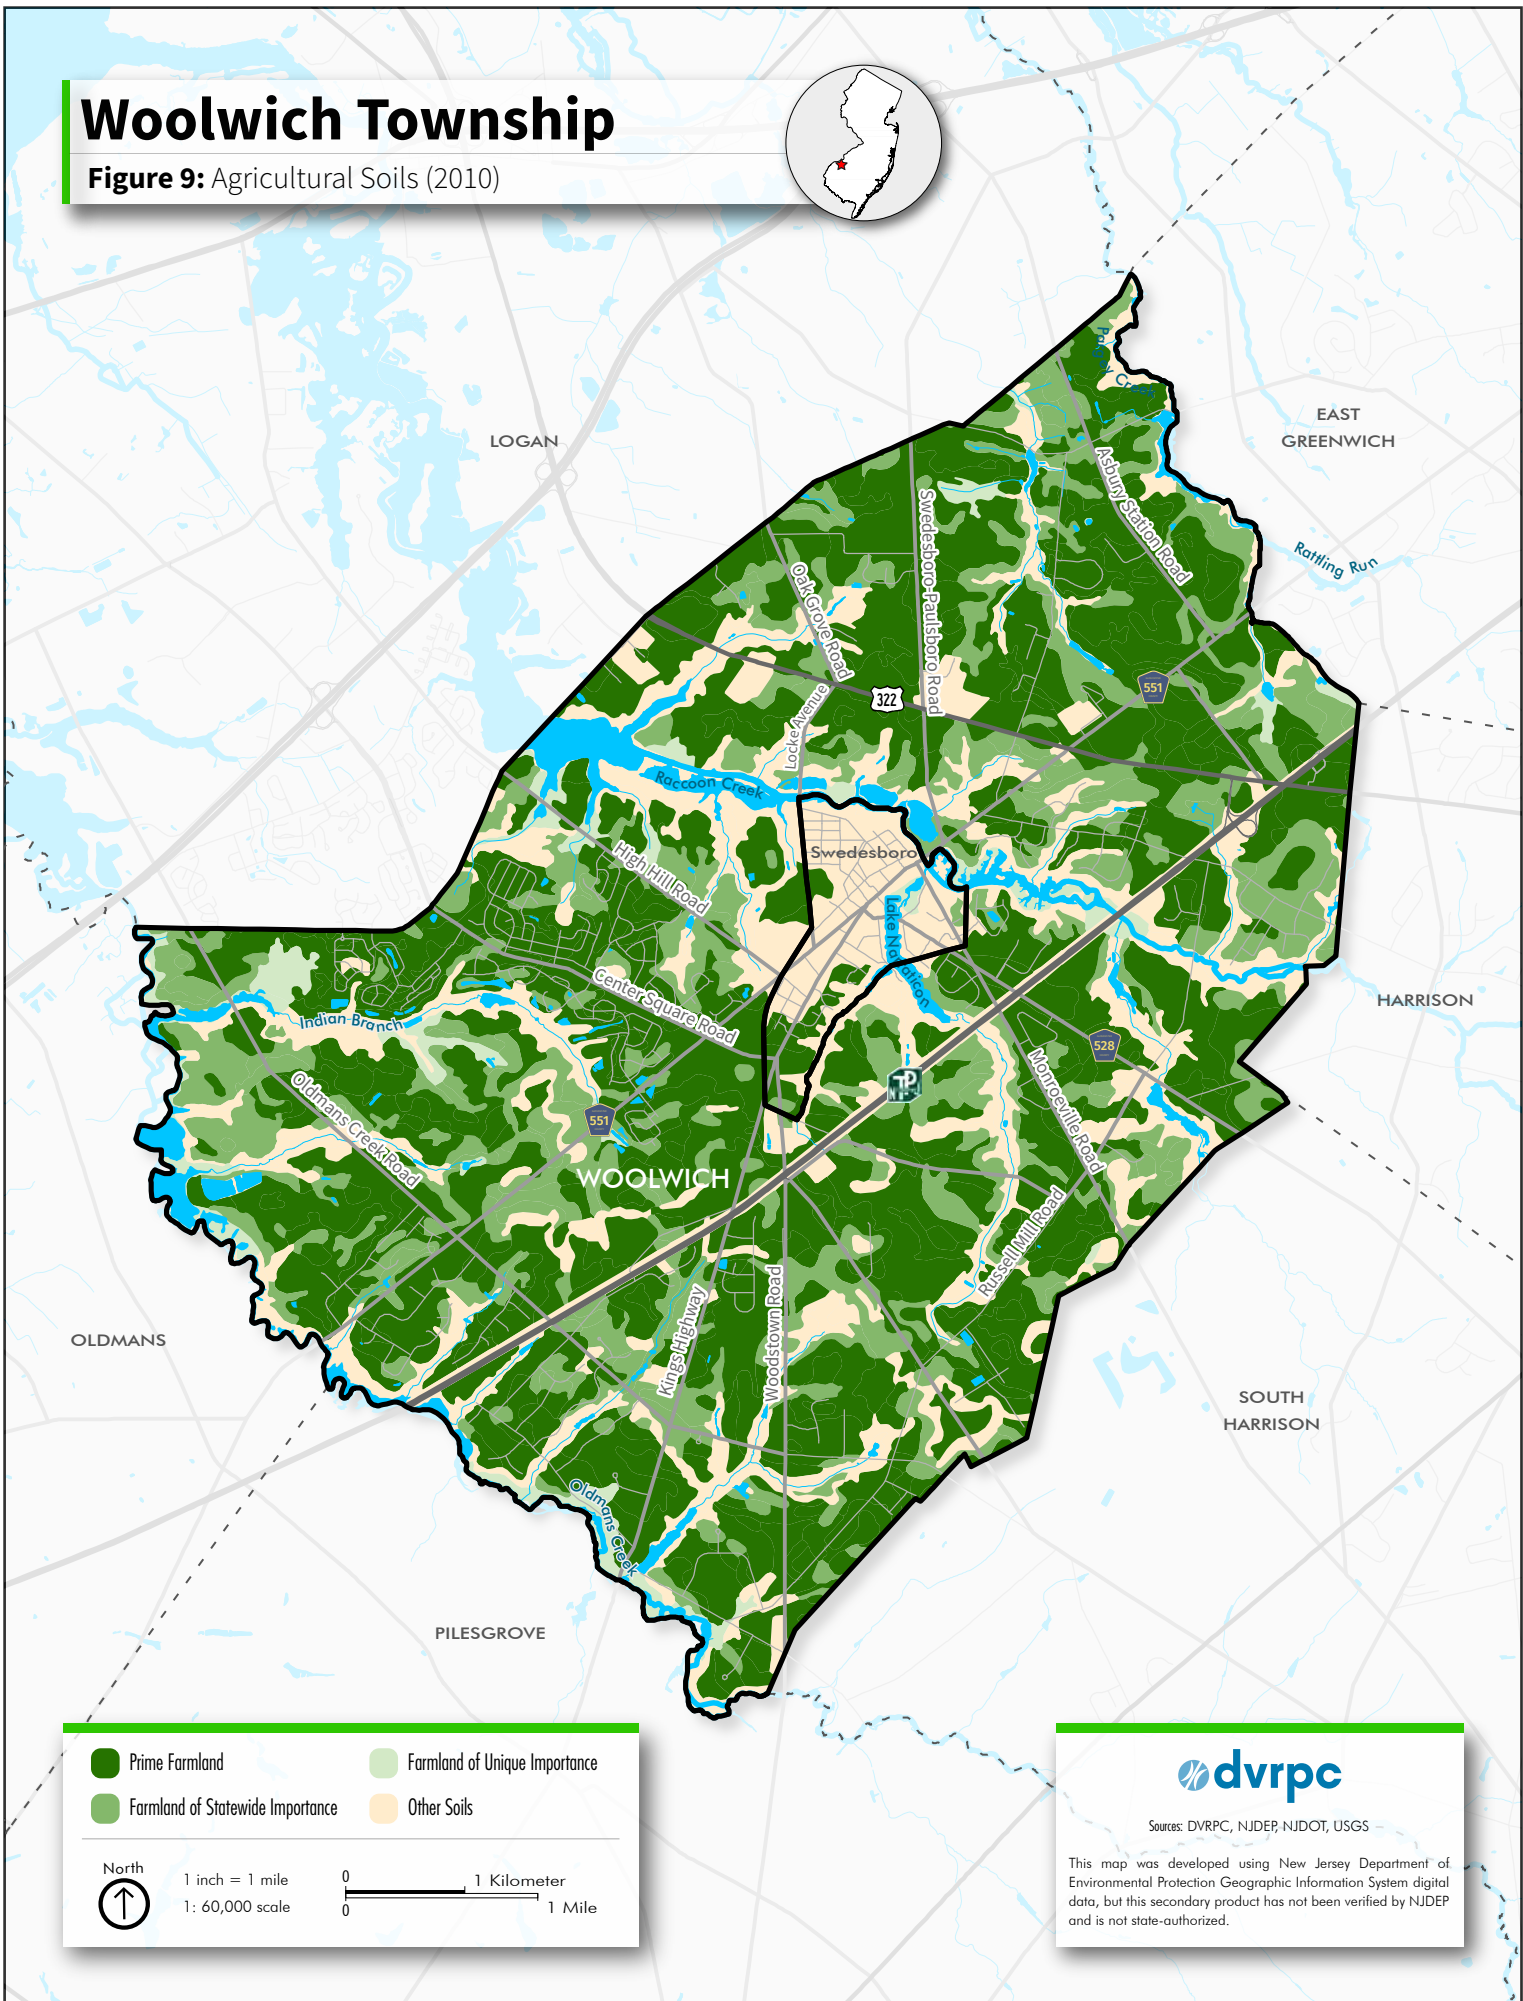 Woolwich Township
Figure 9: Agricultural Soils (2010)
LOGAN
EAST
GREENWICH
Pargey Creek
Asbury Station Road
Rattling Run
Swedesboro-Paulsboro Road
Oak Grove Road
551
322
Locke Avenue
Raccoon Creek
Swedesboro
High Hill Road
Lake Narraticon
Center Square Road
HARRISON
Indian Branch
528
Monroeville Road
Oldmans Creek Road
551
NJTP
WOOLWICH
Russell Mill Road
Kings Highway
Woodstown Road
OLDMANS
SOUTH
HARRISON
Oldmans Creek
PILESGROVE
Prime Farmland
Farmland of Unique Importance
Farmland of Statewide Importance
Other Soils
North
1 inch = 1 mile
1: 60,000 scale
0
1 Kilometer
0
1 Mile
dvrpc
Sources: DVRPC, NJDEP, NJDOT, USGS
This map was developed using New Jersey Department of
Environmental Protection Geographic Information System digital
data, but this secondary product has not been verified by NJDEP
and is not state-authorized.